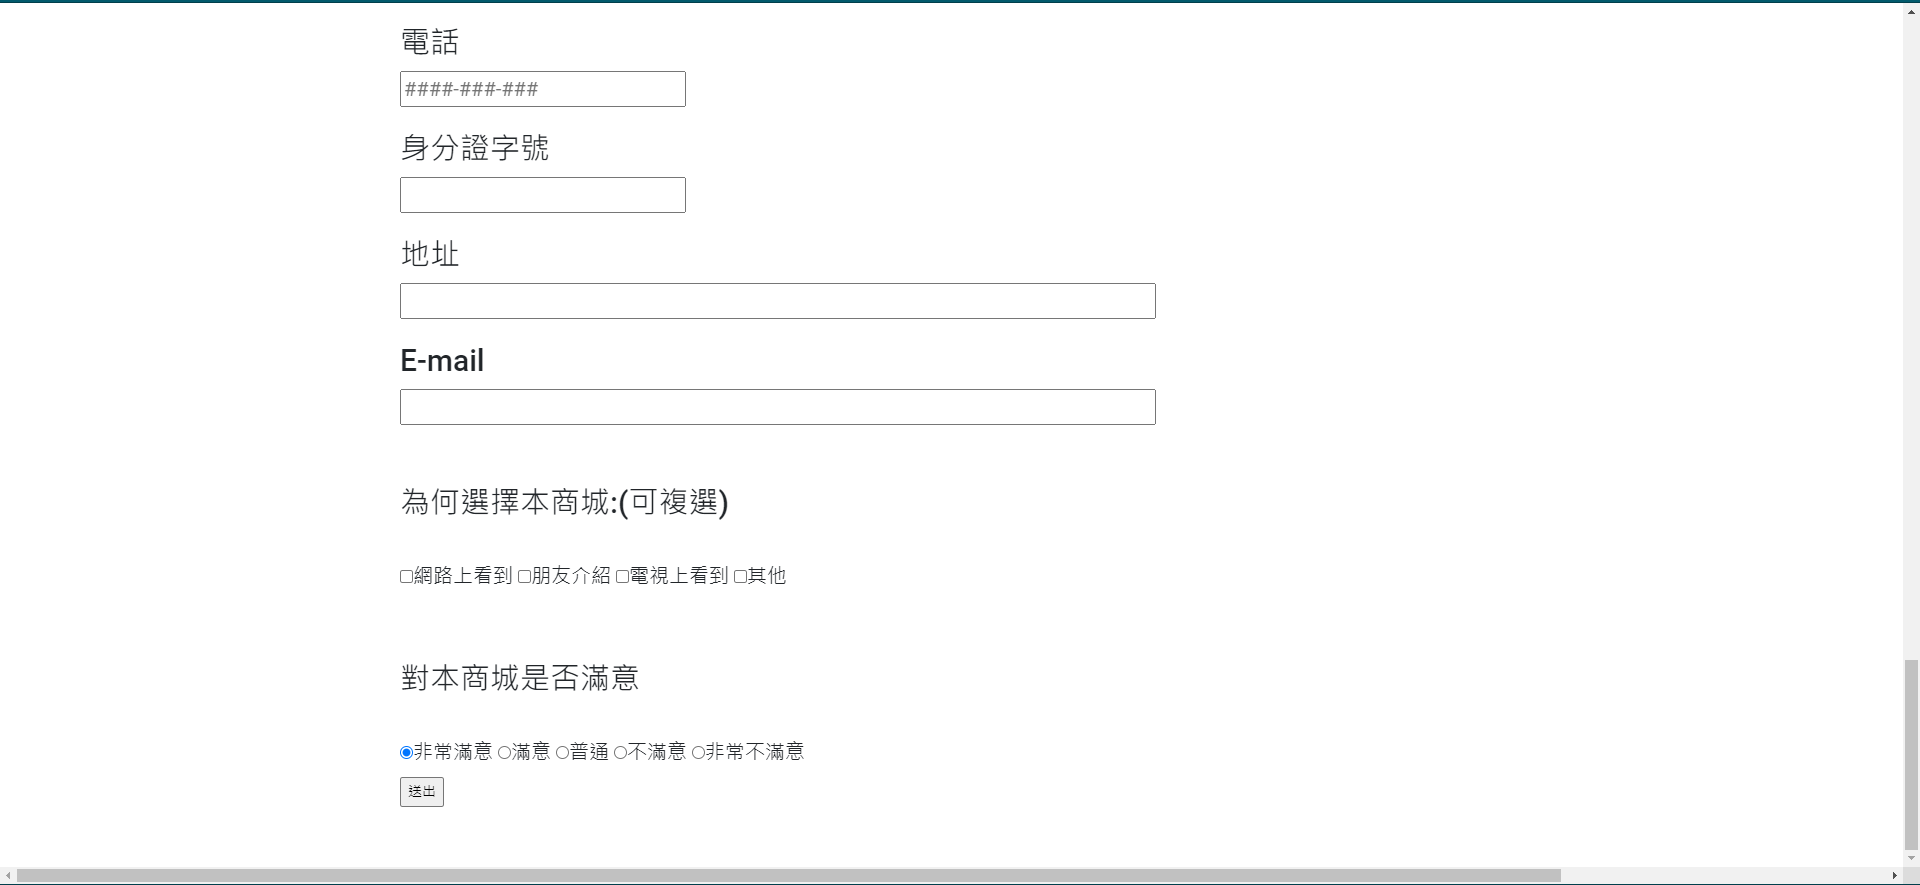 電話
####-###-###
身分證字號
地址
E-mail
為何選擇本商城:(可複選)
網路上看到 朋友介紹 電視上看到 其他
對本商城是否滿意
非常滿意 滿意 普通 不滿意 非常不滿意
送出